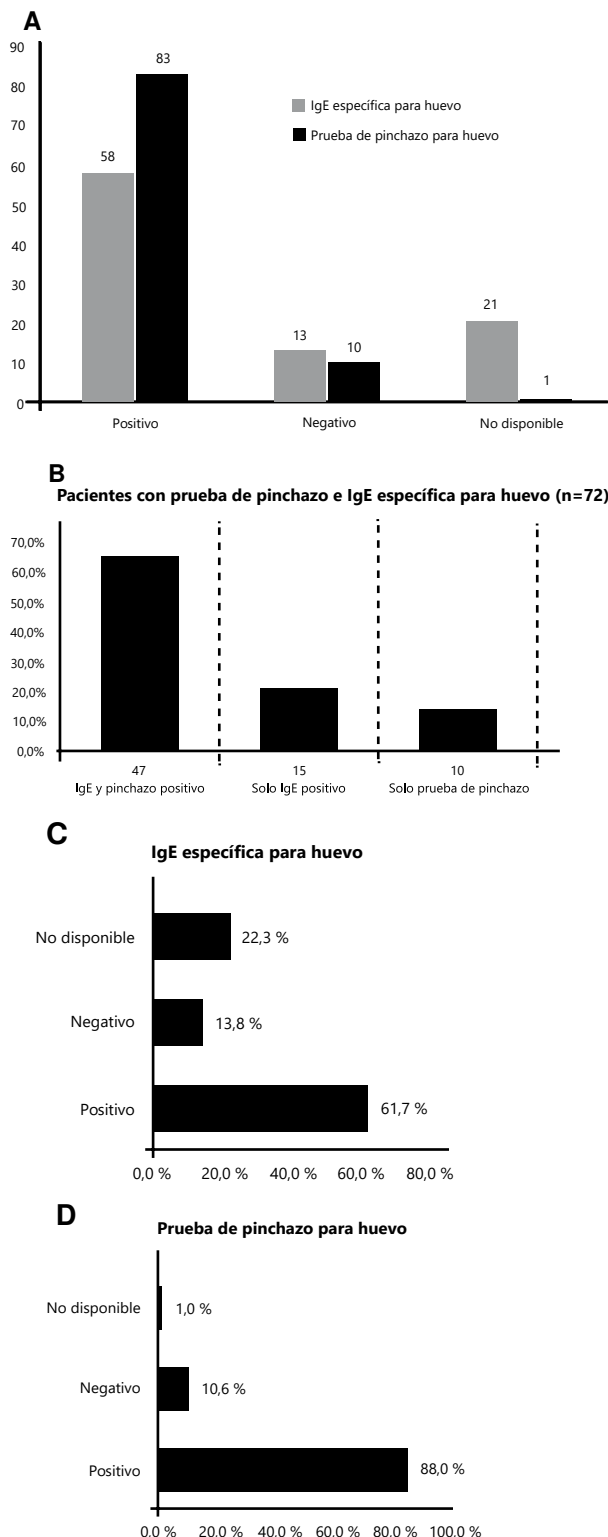 A
90
80
70
60
50
40
30
20
10
0
58
83
13
10
21
1
IgE específica para huevo
Prueba de pinchazo para huevo
Positivo
Negativo
No disponible
B
Pacientes con prueba de pinchazo e IgE específica para huevo (n=72)
70,0%
60,0%
50,0%
40,0%
30,0%
20,0%
10,0%
0,0%
47
15
10
IgE y pinchazo positivo
Solo IgE positivo
Solo prueba de pinchazo
C
IgE específica para huevo
No disponible
22,3 %
Negativo
13,8 %
Positivo
61,7 %
0,0 % 20,0 % 40,0 % 60,0 % 80,0 %
D
Prueba de pinchazo para huevo
No disponible
1,0 %
Negativo
10,6 %
Positivo
88,0 %
0.0 % 20.0 % 40.0 % 60.0 % 80.0 % 100.0 %